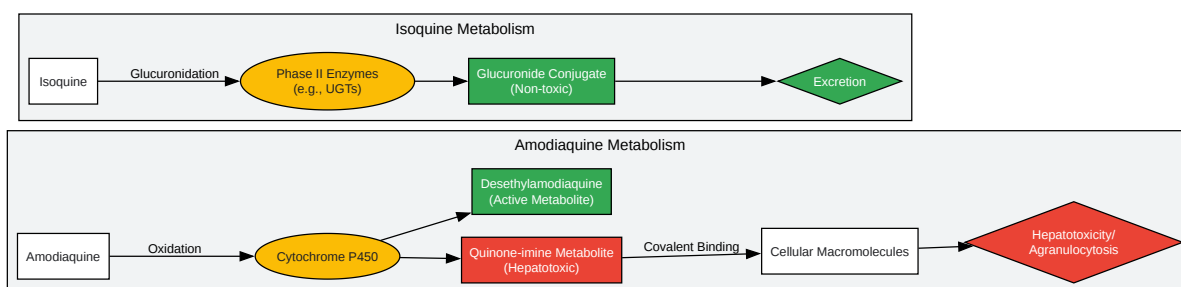 Isoquine Metabolism
Isoquine
Glucuronidation
Phase II Enzymes
(e.g., UGTs)
Glucuronide Conjugate
(Non-toxic)
Excretion
Amodiaquine Metabolism
Amodiaquine
Oxidation
Cytochrome P450
Desethylamodiaquine
(Active Metabolite)
Quinone-imine Metabolite
(Hepatotoxic)
Covalent Binding
Cellular Macromolecules
Hepatotoxicity/
Agranulocytosis